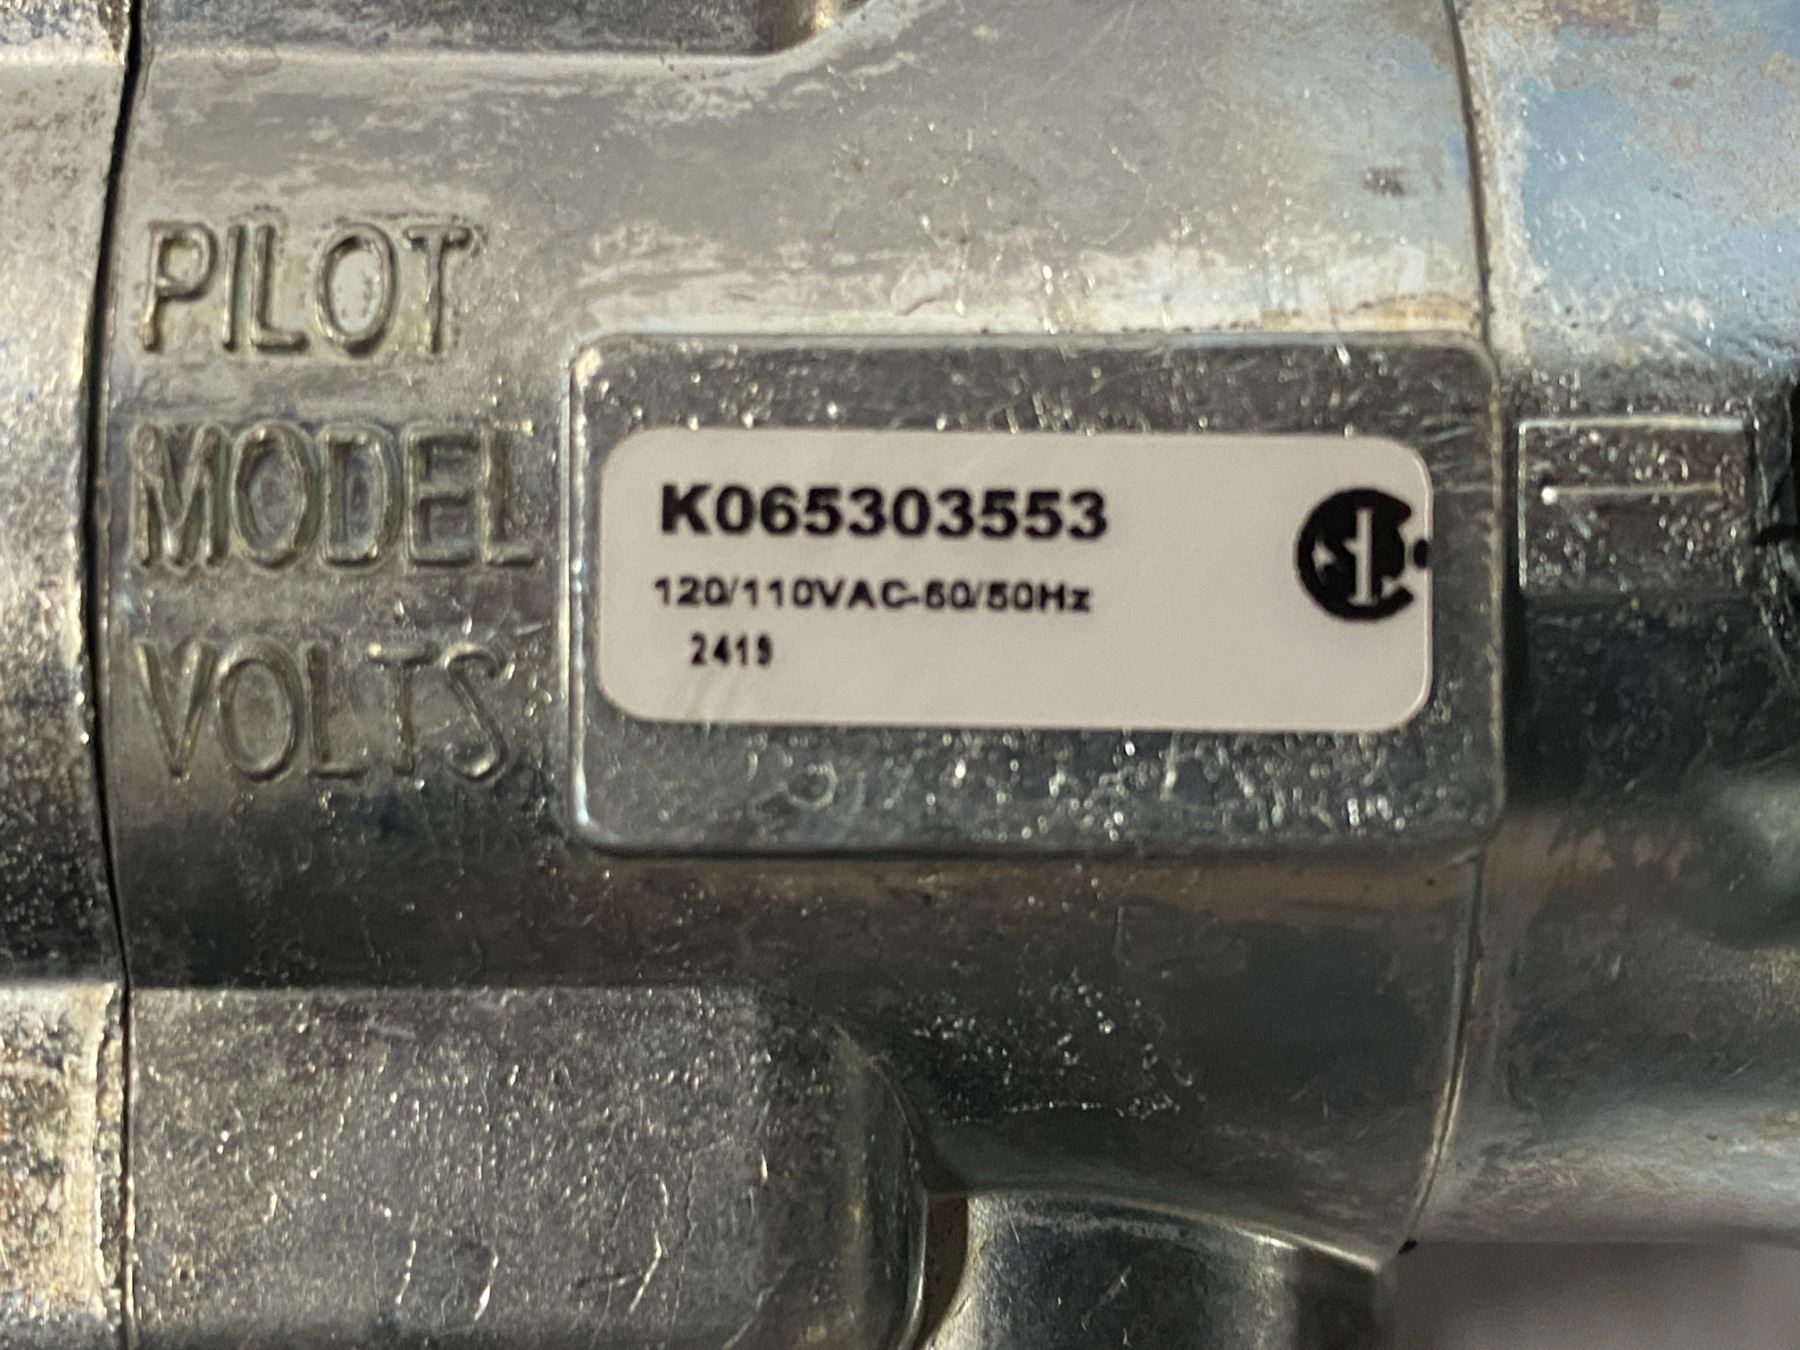 PILOT
MODEL
VOLTS
K065303553
120/110VAC-60/50Hz
2419